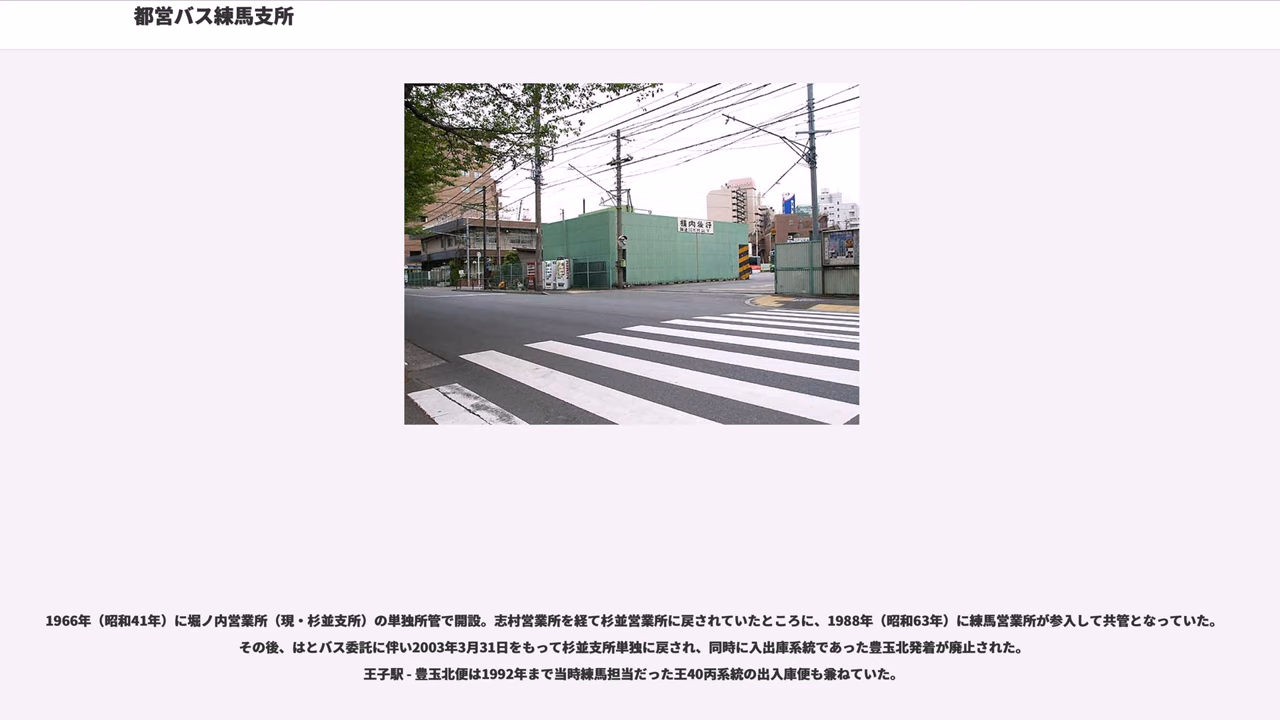 都営バス練馬支所
1966年（昭和41年）に堀ノ内営業所（現・杉並支所）の単独所管で開設。志村営業所を経て杉並営業所に戻されていたところに、1988年（昭和63年）に練馬営業所が参入して共管となっていた。
その後、はとバス委託に伴い2003年3月31日をもって杉並支所単独に戻され、同時に入出庫系統であった豊玉北発着が廃止された。
王子駅 - 豊玉北便は1992年まで当時練馬担当だった王40丙系統の出入庫便も兼ねていた。